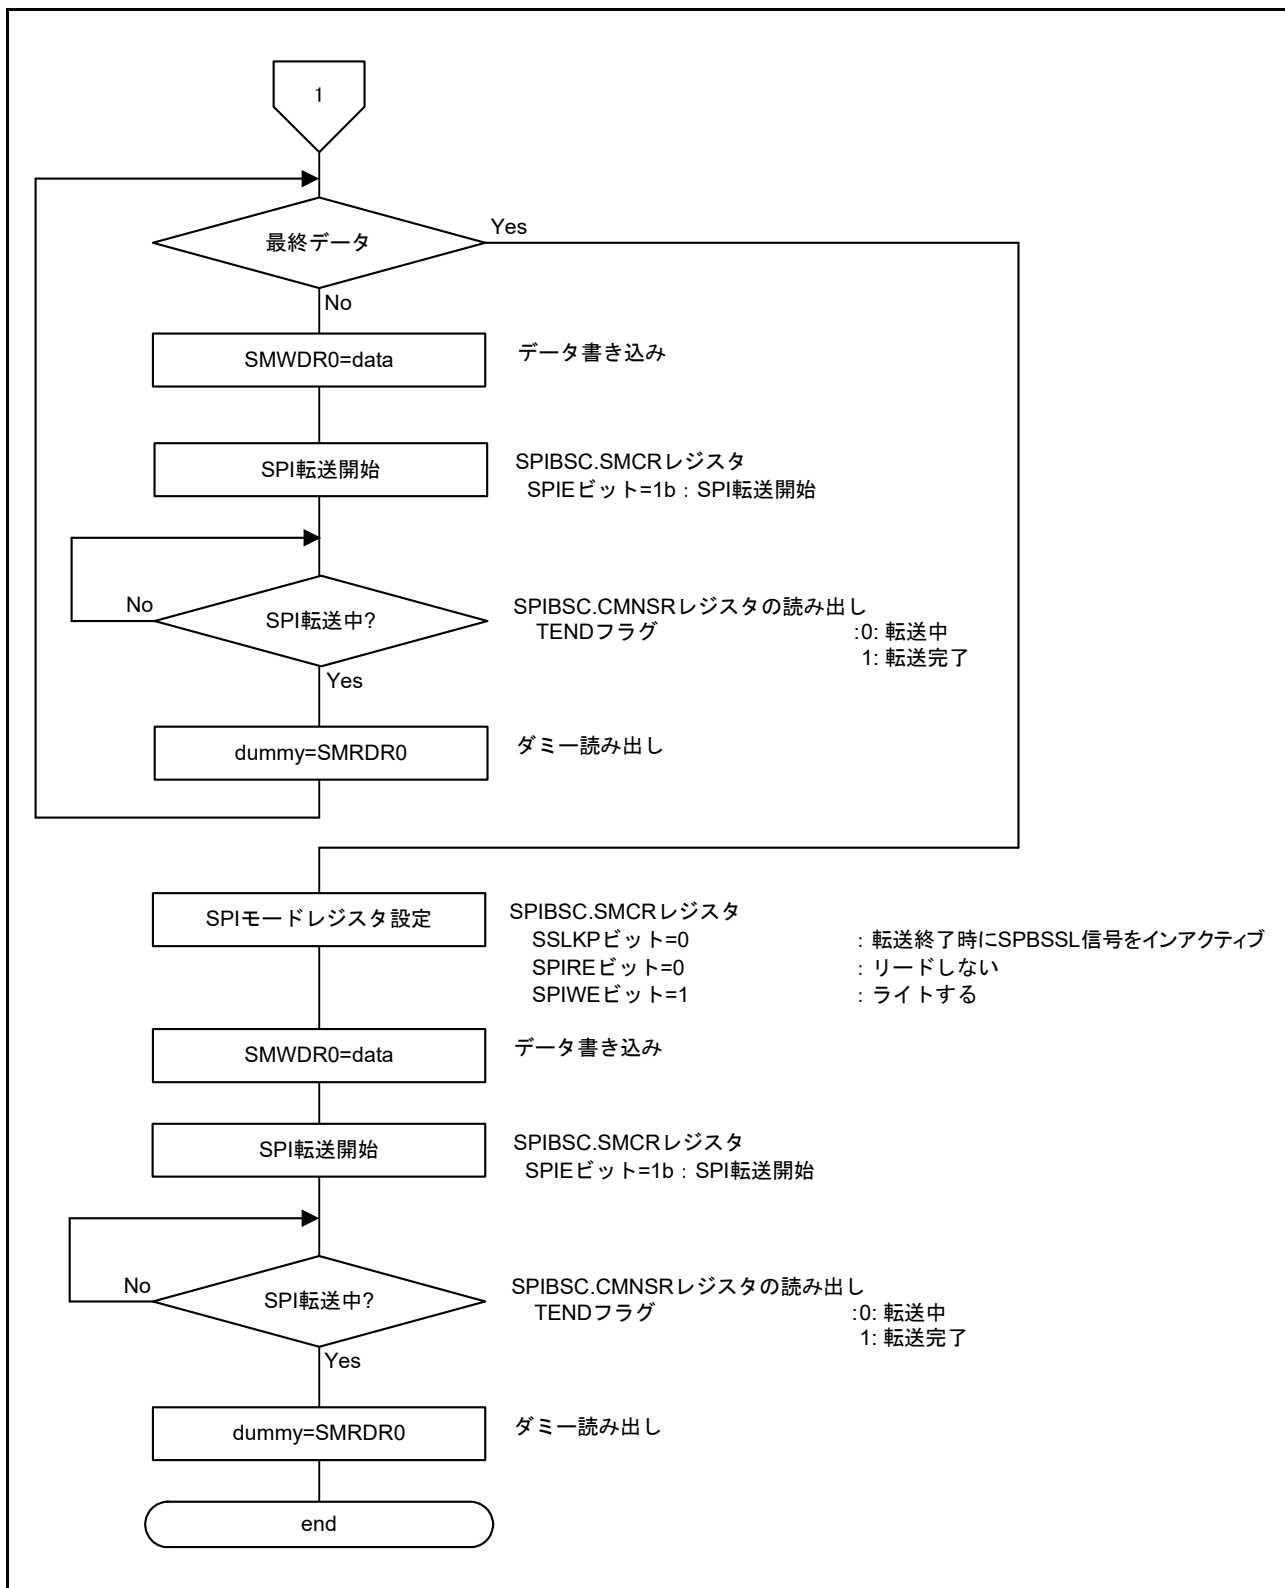 1
最終データ
Yes
No
SMWDR0=data
データ書き込み
SPI転送開始
SPIBSC.SMCRレジスタ
SPIEビット=1b：SPI転送開始
No
SPI転送中?
SPIBSC.CMNSRレジスタの読み出し
TENDフラグ :0: 転送中
1: 転送完了
Yes
dummy=SMRDR0
ダミー読み出し
SPIモードレジスタ設定
SPIBSC.SMCRレジスタ
SSLKPビット=0 ：転送終了時にSPBSSL信号をインアクティブ
SPIREビット=0 ：リードしない
SPIWEビット=1 ：ライトする
SMWDR0=data
データ書き込み
SPI転送開始
SPIBSC.SMCRレジスタ
SPIEビット=1b：SPI転送開始
No
SPI転送中?
SPIBSC.CMNSRレジスタの読み出し
TENDフラグ :0: 転送中
1: 転送完了
Yes
dummy=SMRDR0
ダミー読み出し
end